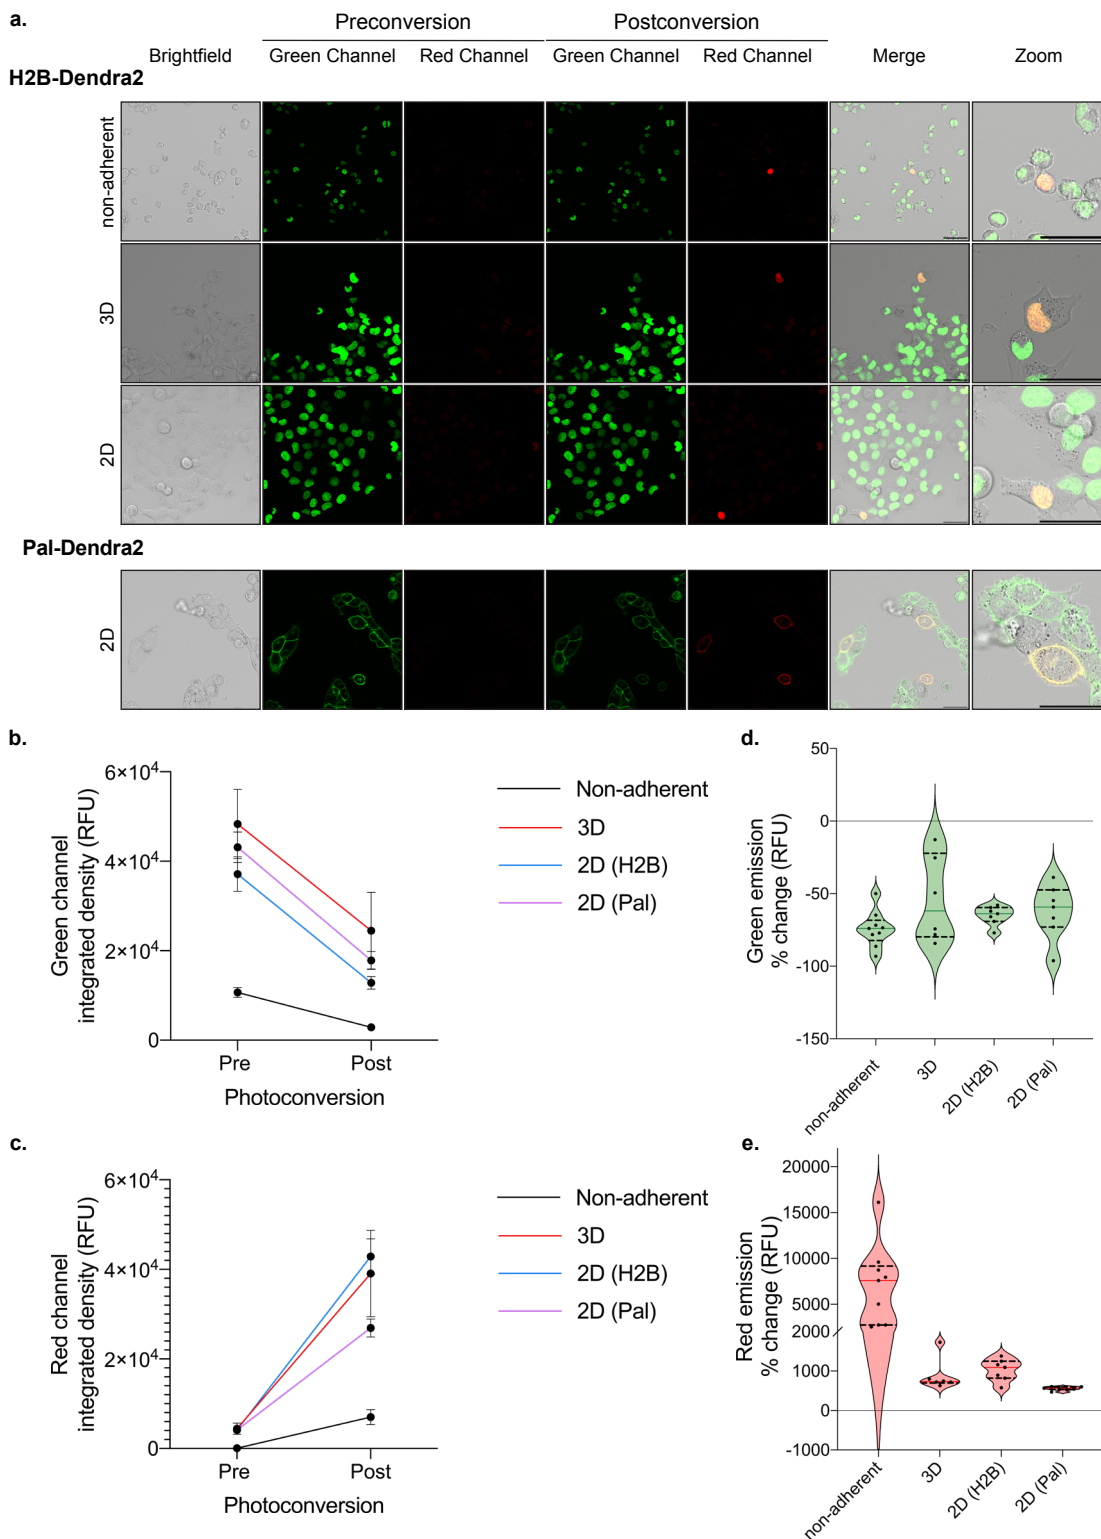 a.
Preconversion
Postconversion
Brightfield
Green Channel
Red Channel
Green Channel
Red Channel
Merge
Zoom
H2B-Dendra2
non-adherent
3D
2D
Pal-Dendra2
2D
b.
Green channel
integrated density (RFU)
6×10⁴
4×10⁴
2×10⁴
0
Pre
Post
Photoconversion
Non-adherent
3D
2D (H2B)
2D (Pal)
d.
Green emission
% change (RFU)
50
0
-50
-100
-150
non-adherent
3D
2D (H2B)
2D (Pal)
c.
Red channel
integrated density (RFU)
6×10⁴
4×10⁴
2×10⁴
0
Pre
Post
Photoconversion
Non-adherent
3D
2D (H2B)
2D (Pal)
e.
Red emission
% change (RFU)
20000
10000
5000
2000
1000
0
-1000
non-adherent
3D
2D (H2B)
2D (Pal)